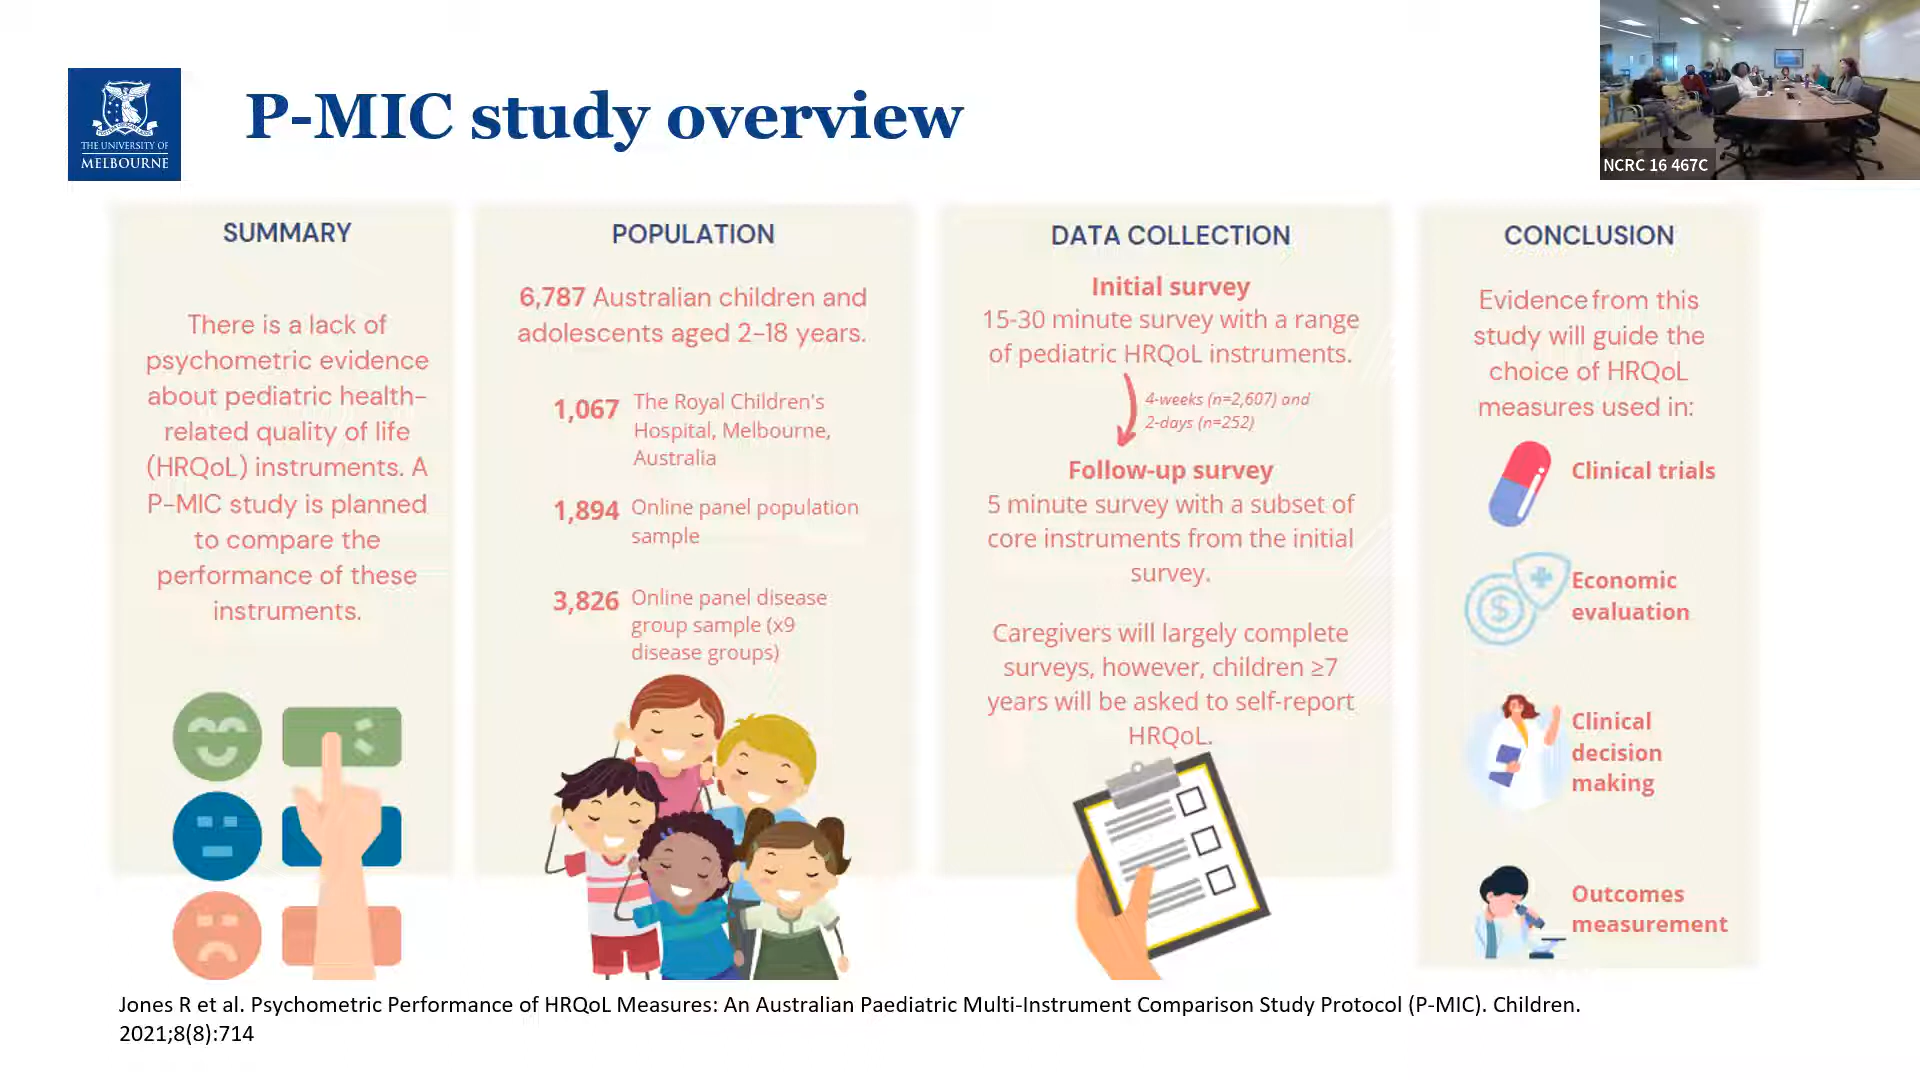 THE UNIVERSITY OF
MELBOURNE
P-MIC study overview
NCRC 16 467C
SUMMARY
There is a lack of
psychometric evidence
about pediatric health-
related quality of life
(HRQoL) instruments. A
P-MIC study is planned
to compare the
performance of these
instruments.
POPULATION
6,787 Australian children and
adolescents aged 2-18 years.
1,067 The Royal Children's
Hospital, Melbourne,
Australia
1,894 Online panel population
sample
3,826 Online panel disease
group sample (x9
disease groups)
DATA COLLECTION
Initial survey
15-30 minute survey with a range
of pediatric HRQoL instruments.
4-weeks (n=2,607) and
2-days (n=252)
Follow-up survey
5 minute survey with a subset of
core instruments from the initial
survey.
Caregivers will largely complete
surveys, however, children ≥7
years will be asked to self-report
HRQoL.
CONCLUSION
Evidence from this
study will guide the
choice of HRQoL
measures used in:
Clinical trials
Economic
evaluation
Clinical
decision
making
Outcomes
measurement
Jones R et al. Psychometric Performance of HRQoL Measures: An Australian Paediatric Multi-Instrument Comparison Study Protocol (P-MIC). Children.
2021;8(8):714